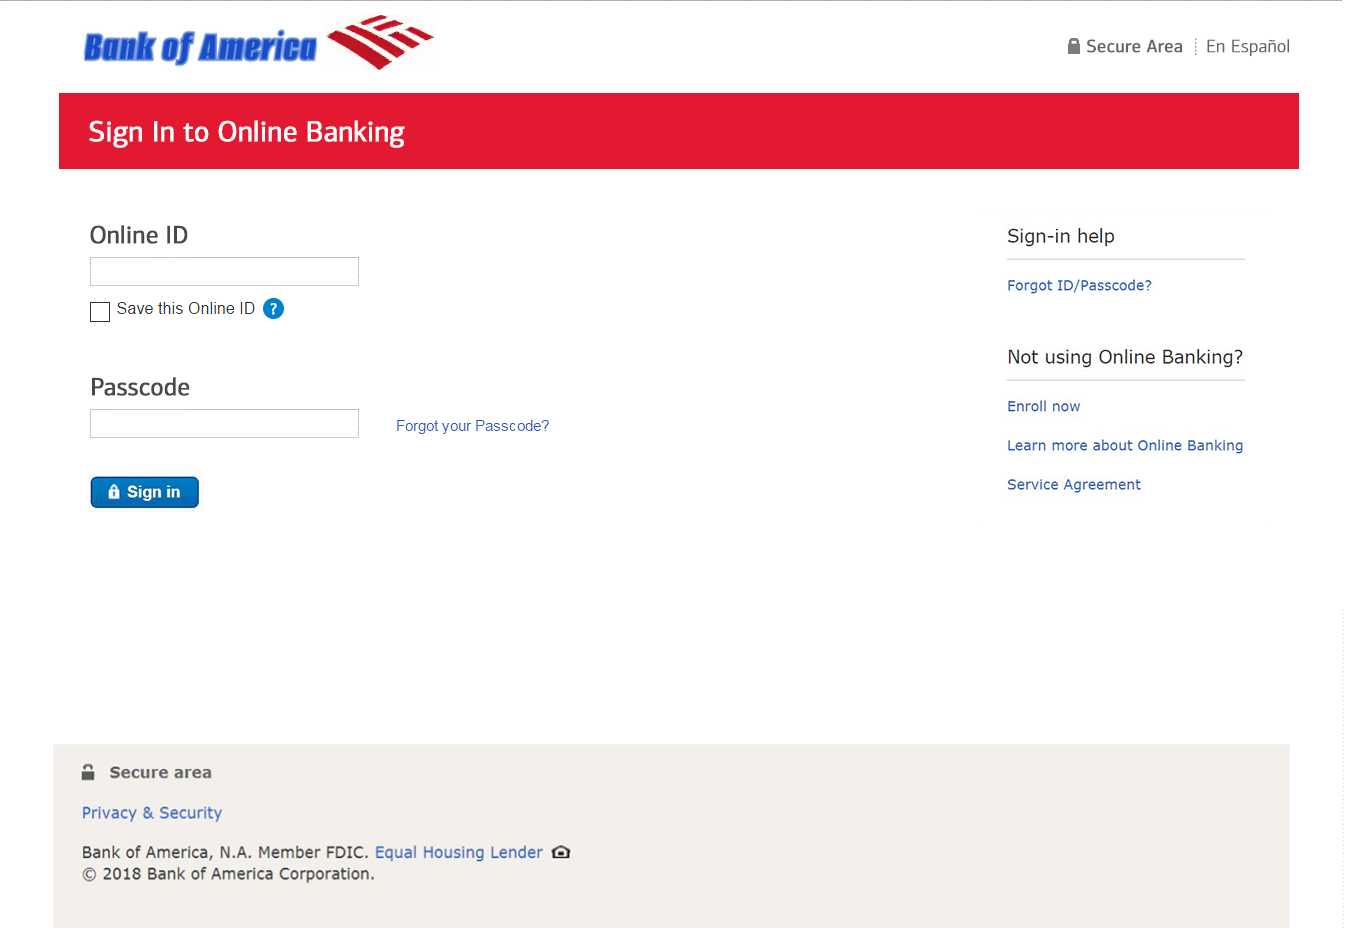 Bank of America
Secure Area
En Español
Sign In to Online Banking
Online ID
Save this Online ID ?
Passcode
Forgot your Passcode?
Sign in
Sign-in help
Forgot ID/Passcode?
Not using Online Banking?
Enroll now
Learn more about Online Banking
Service Agreement
Secure area
Privacy & Security
Bank of America, N.A. Member FDIC. Equal Housing Lender
© 2018 Bank of America Corporation.